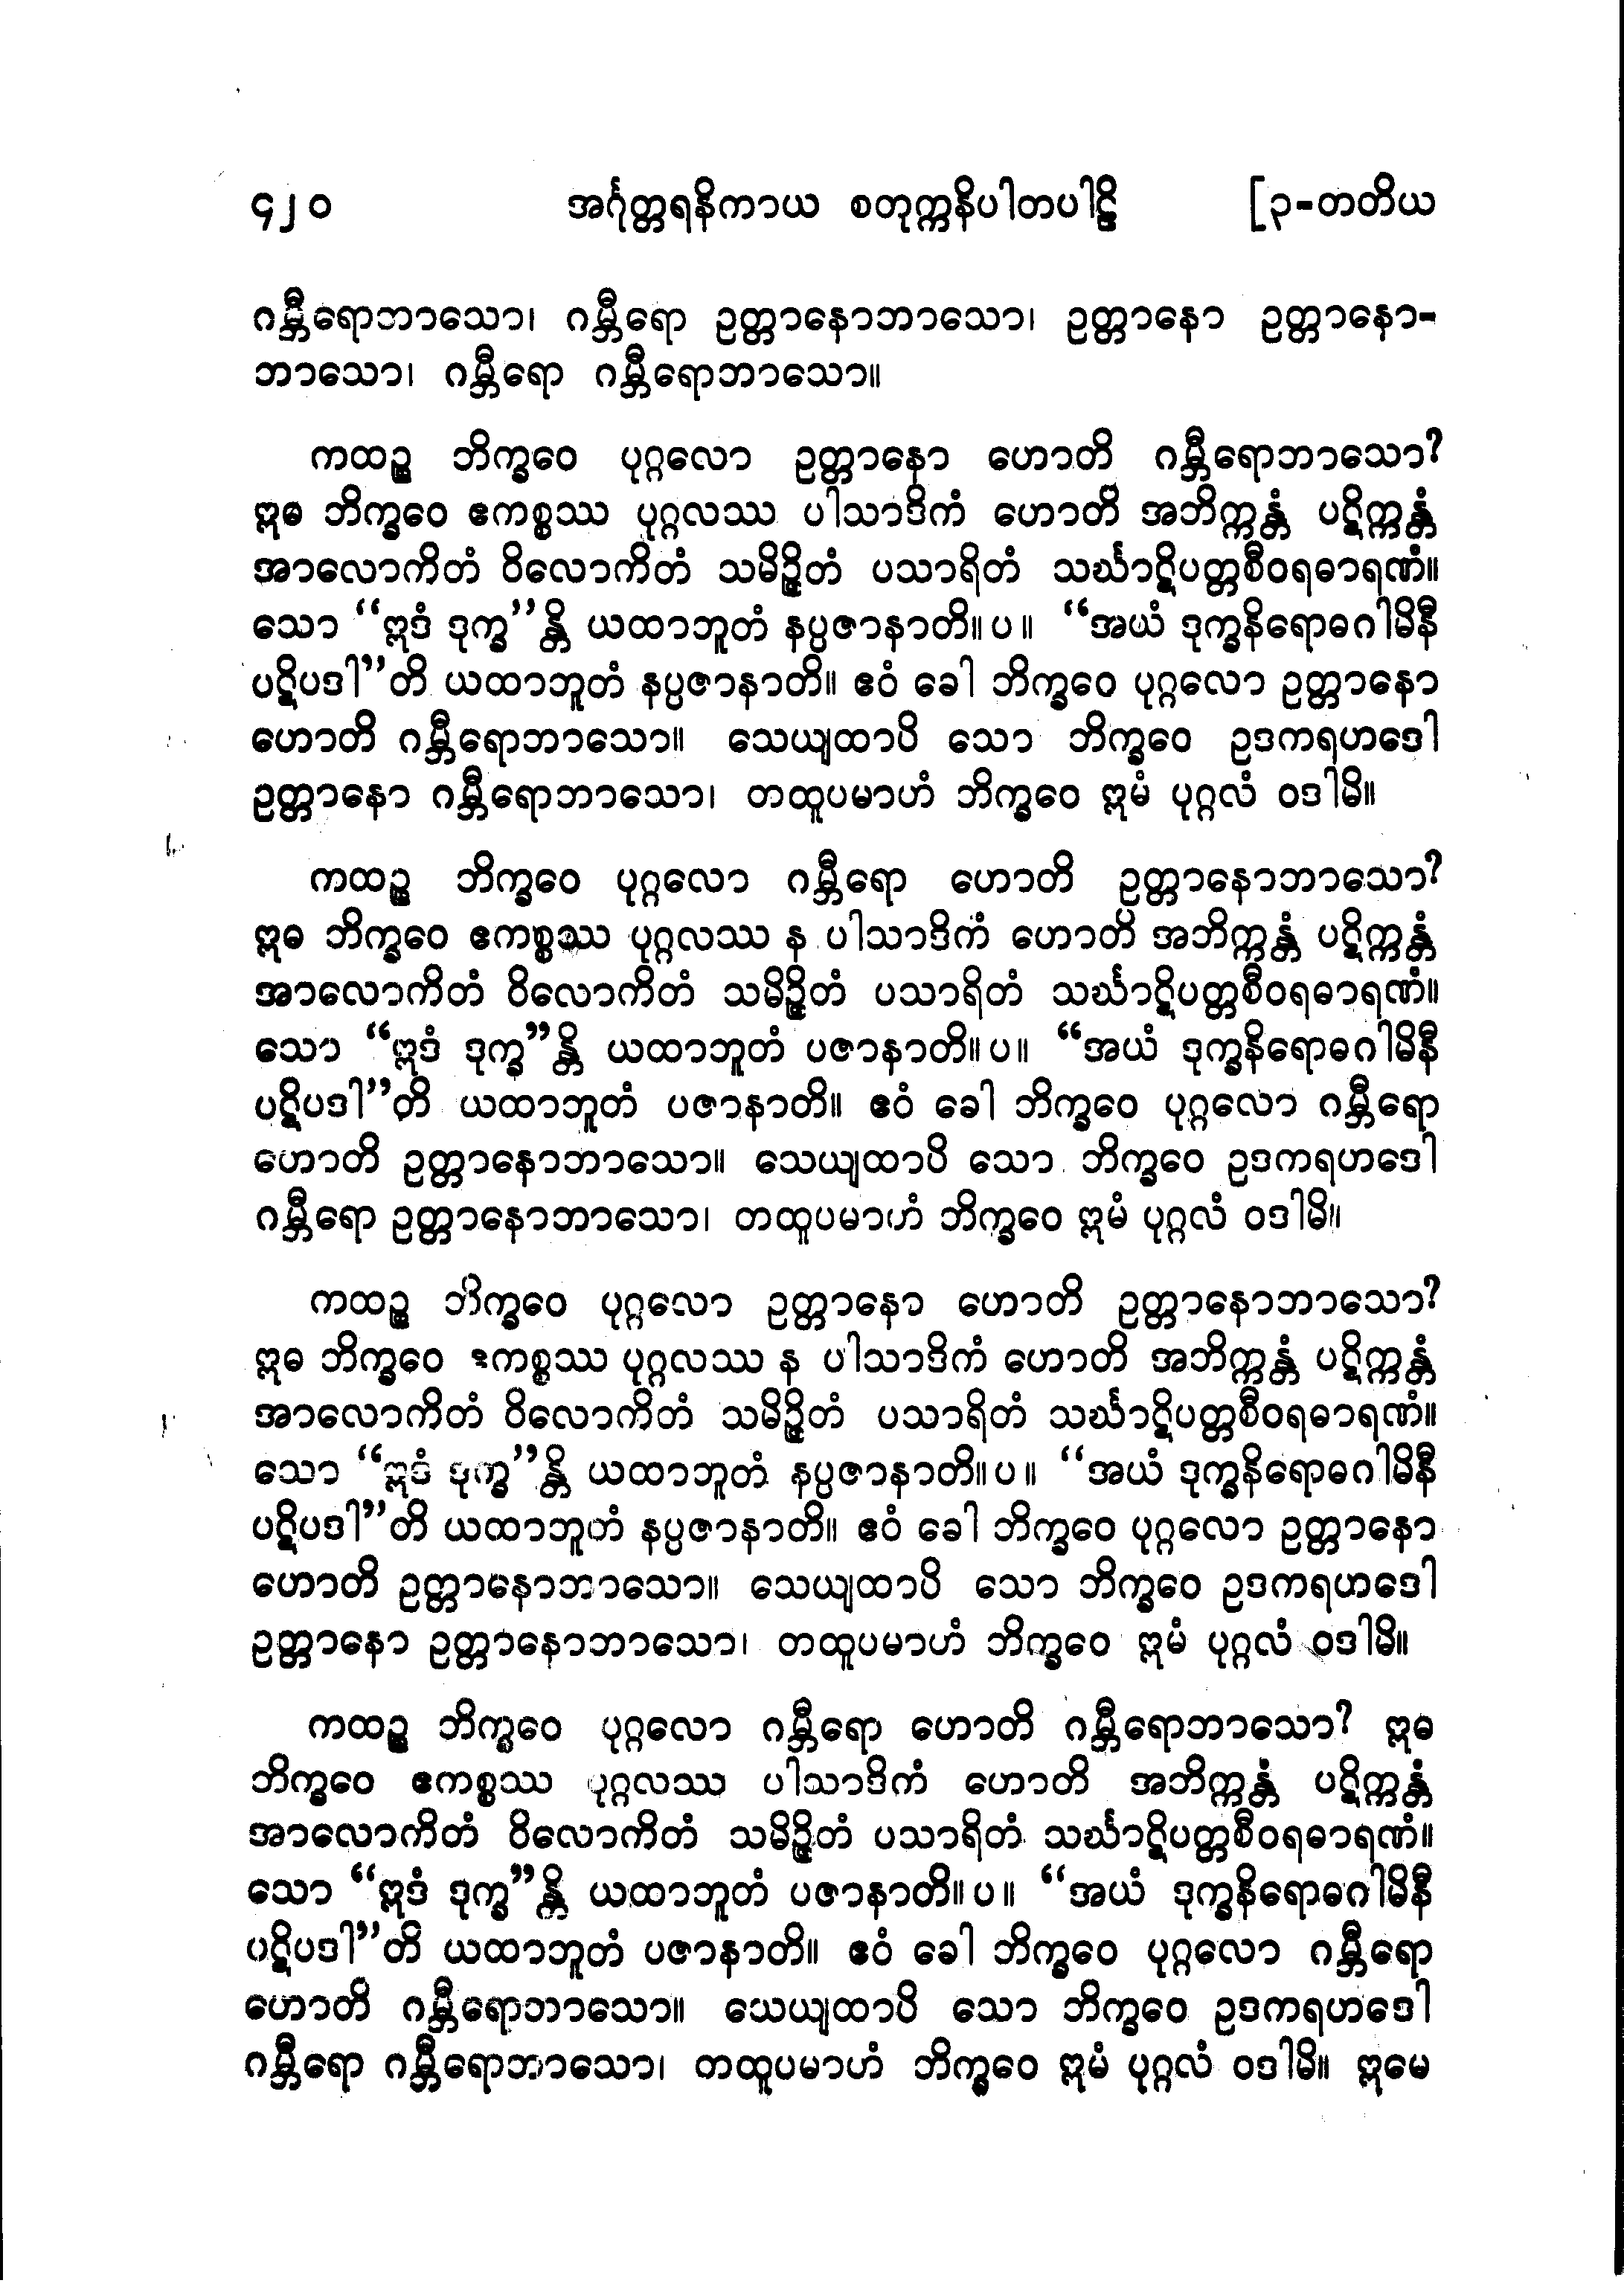 ၄၂၀ အင်္ဂုတ္တရနိကာယ စတုက္ကနိပါတပါဠိ [၃-တတိယ
ဂမ္ဘီရောဘာသော၊ ဂမ္ဘီရော ဥတ္တာနောဘာသော၊ ဥတ္တာနော ဥတ္တာနော-
ဘာသော၊ ဂမ္ဘီရော ဂမ္ဘီရောဘာသော။
ကထဉ္စ ဘိက္ခဝေ ပုဂ္ဂလော ဥတ္တာနော ဟောတိ ဂမ္ဘီရောဘာသော?
ဣဓ ဘိက္ခဝေ ဧကစ္စဿ ပုဂ္ဂလဿ ပါသာဒိကံ ဟောတိ အဘိက္ကန္တံ ပဋိက္ကန္တံ
အာလောကိတံ ဝိလောကိတံ သမိဉ္ဇိတံ ပသာရိတံ သင်္ဃာဋိပတ္တစီဝရဓာရဏံ။
သော “ဣဒံ ဒုက္ခ”န္တိ ယထာဘူတံ နပ္ပဇာနာတိ။ပ။ “အယံ ဒုက္ခနိရောဓဂါမိနီ
ပဋိပဒါ”တိ ယထာဘူတံ နပ္ပဇာနာတိ။ ဧဝံ ခေါ ဘိက္ခဝေ ပုဂ္ဂလော ဥတ္တာနော
ဟောတိ ဂမ္ဘီရောဘာသော။ သေယျထာပိ သော ဘိက္ခဝေ ဥဒကရဟဒေါ
ဥတ္တာနော ဂမ္ဘီရောဘာသော၊ တထူပမာဟံ ဘိက္ခဝေ ဣမံ ပုဂ္ဂလံ ဝဒါမိ။
ကထဉ္စ ဘိက္ခဝေ ပုဂ္ဂလော ဂမ္ဘီရော ဟောတိ ဥတ္တာနောဘာသော?
ဣဓ ဘိက္ခဝေ ဧကစ္စဿ ပုဂ္ဂလဿ န ပါသာဒိကံ ဟောတိ အဘိက္ကန္တံ ပဋိက္ကန္တံ
အာလောကိတံ ဝိလောကိတံ သမိဉ္ဇိတံ ပသာရိတံ သင်္ဃာဋိပတ္တစီဝရဓာရဏံ။
သော “ဣဒံ ဒုက္ခ”န္တိ ယထာဘူတံ ပဇာနာတိ။ပ။ “အယံ ဒုက္ခနိရောဓဂါမိနီ
ပဋိပဒါ”တိ ယထာဘူတံ ပဇာနာတိ။ ဧဝံ ခေါ ဘိက္ခဝေ ပုဂ္ဂလော ဂမ္ဘီရော
ဟောတိ ဥတ္တာနောဘာသော။ သေယျထာပိ သော ဘိက္ခဝေ ဥဒကရဟဒေါ
ဂမ္ဘီရော ဥတ္တာနောဘာသော၊ တထူပမာဟံ ဘိက္ခဝေ ဣမံ ပုဂ္ဂလံ ဝဒါမိ။
ကထဉ္စ ဘိက္ခဝေ ပုဂ္ဂလော ဥတ္တာနော ဟောတိ ဥတ္တာနောဘာသော?
ဣဓ ဘိက္ခဝေ ဧကစ္စဿ ပုဂ္ဂလဿ န ပါသာဒိကံ ဟောတိ အဘိက္ကန္တံ ပဋိက္ကန္တံ
အာလောကိတံ ဝိလောကိတံ သမိဉ္ဇိတံ ပသာရိတံ သင်္ဃာဋိပတ္တစီဝရဓာရဏံ။
သော “ဣဒံ ဒုက္ခ”န္တိ ယထာဘူတံ နပ္ပဇာနာတိ။ပ။ “အယံ ဒုက္ခနိရောဓဂါမိနီ
ပဋိပဒါ”တိ ယထာဘူတံ နပ္ပဇာနာတိ။ ဧဝံ ခေါ ဘိက္ခဝေ ပုဂ္ဂလော ဥတ္တာနော
ဟောတိ ဥတ္တာနောဘာသော။ သေယျထာပိ သော ဘိက္ခဝေ ဥဒကရဟဒေါ
ဥတ္တာနော ဥတ္တာနောဘာသော၊ တထူပမာဟံ ဘိက္ခဝေ ဣမံ ပုဂ္ဂလံ ဝဒါမိ။
ကထဉ္စ ဘိက္ခဝေ ပုဂ္ဂလော ဂမ္ဘီရော ဟောတိ ဂမ္ဘီရောဘာသော? ဣဓ
ဘိက္ခဝေ ဧကစ္စဿ ပုဂ္ဂလဿ ပါသာဒိကံ ဟောတိ အဘိက္ကန္တံ ပဋိက္ကန္တံ
အာလောကိတံ ဝိလောကိတံ သမိဉ္ဇိတံ ပသာရိတံ သင်္ဃာဋိပတ္တစီဝရဓာရဏံ။
သော “ဣဒံ ဒုက္ခ”န္တိ ယထာဘူတံ ပဇာနာတိ။ပ။ “အယံ ဒုက္ခနိရောဓဂါမိနီ
ပဋိပဒါ”တိ ယထာဘူတံ ပဇာနာတိ။ ဧဝံ ခေါ ဘိက္ခဝေ ပုဂ္ဂလော ဂမ္ဘီရော
ဟောတိ ဂမ္ဘီရောဘာသော။ သေယျထာပိ သော ဘိက္ခဝေ ဥဒကရဟဒေါ
ဂမ္ဘီရော ဂမ္ဘီရောဘာသော၊ တထူပမာဟံ ဘိက္ခဝေ ဣမံ ပုဂ္ဂလံ ဝဒါမိ။ ဣမေ